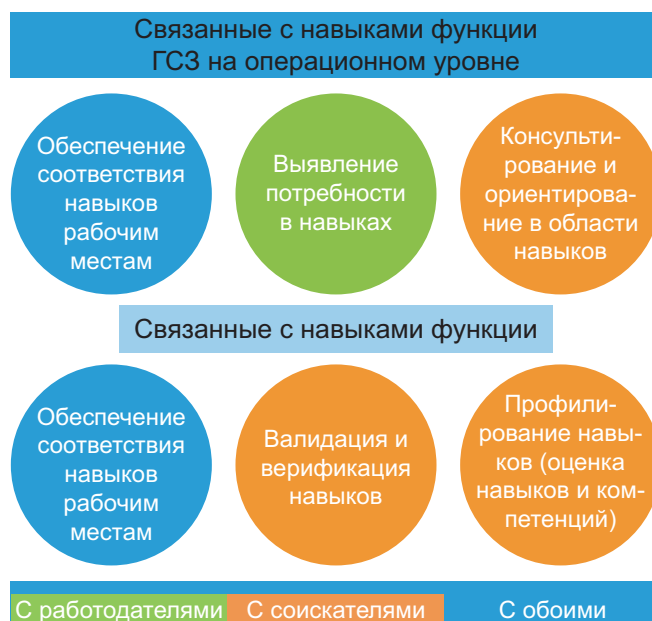 Связанные с навыками функции
ГСЗ на операционном уровне
Обеспечение
соответствия
навыков
рабочим
местам
Выявление
потребности
в навыках
Консульти-
рование и
ориентирова-
ние в области
навыков
Связанные с навыками функции
Обеспечение
соответствия
навыков
рабочим
местам
Валидация и
верификация
навыков
Профили-
рование навы-
ков (оценка
навыков и ком-
петенций)
С работодателями
С соискателями
С обоими